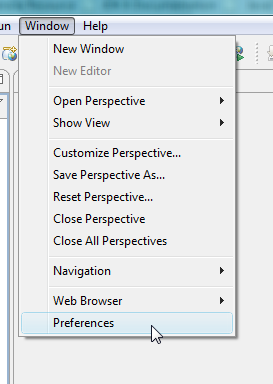 un Window Help
New Window
New Editor
Open Perspective
Show View
Customize Perspective...
Save Perspective As...
Reset Perspective...
Close Perspective
Close All Perspectives
Navigation
Web Browser
Preferences